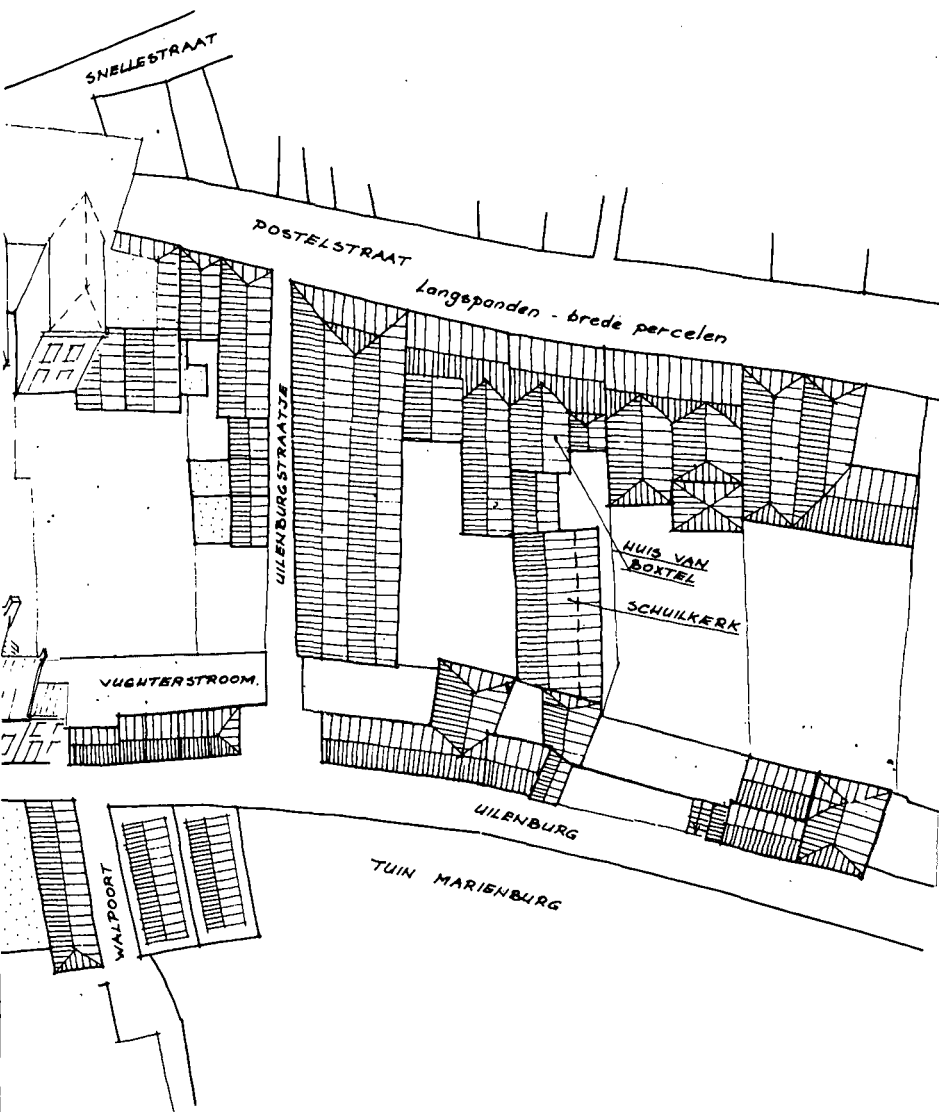 SNELLESTRAAT
POSTELSTRAAT
Langspanden - brede percelen
UILENBURGSTRAATJE
HUIS VAN
BOXTEL
SCHUILKERK
VUGHTERSTROOM.
UILENBURG
WALPOORT
TUIN MARIENBURG